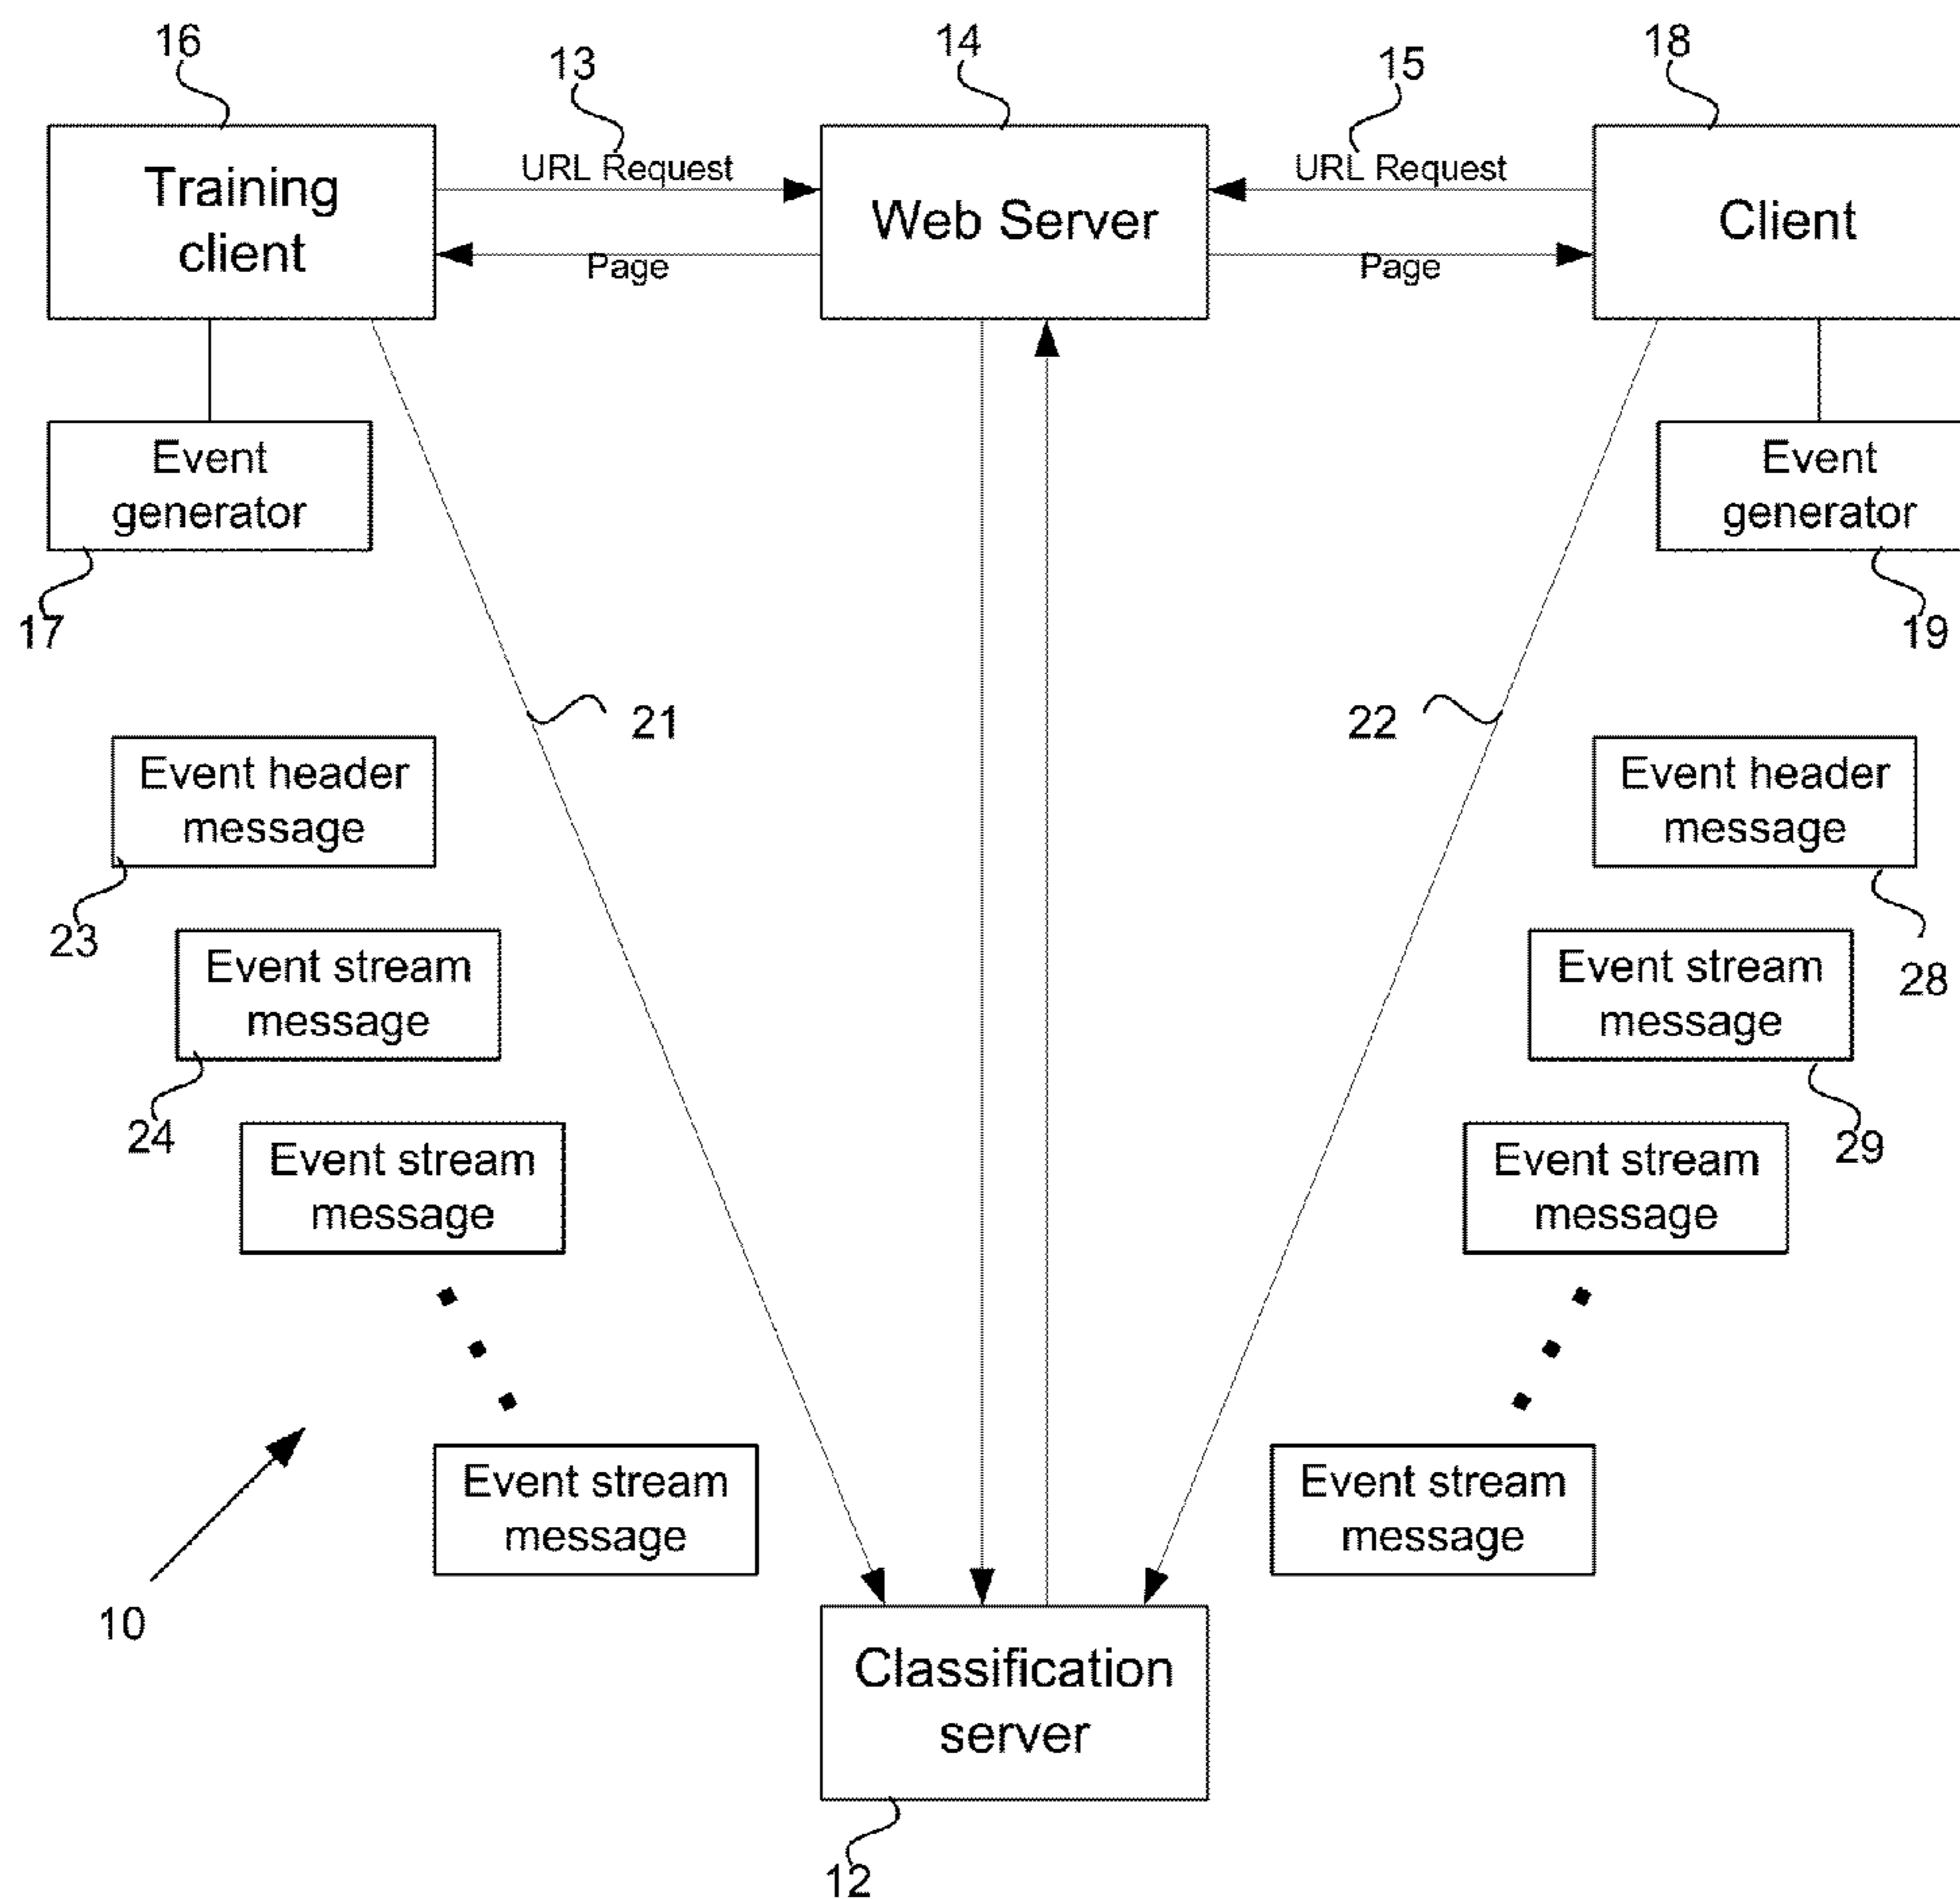 16
13
14
15
18
Training
client
URL Request
Page
Web Server
URL Request
Page
Client
Event
generator
17
Event
generator
19
21
22
Event header
message
23
Event header
message
28
Event stream
message
24
Event stream
message
29
Event stream
message
Event stream
message
Event stream
message
Event stream
message
10
Classification
server
12